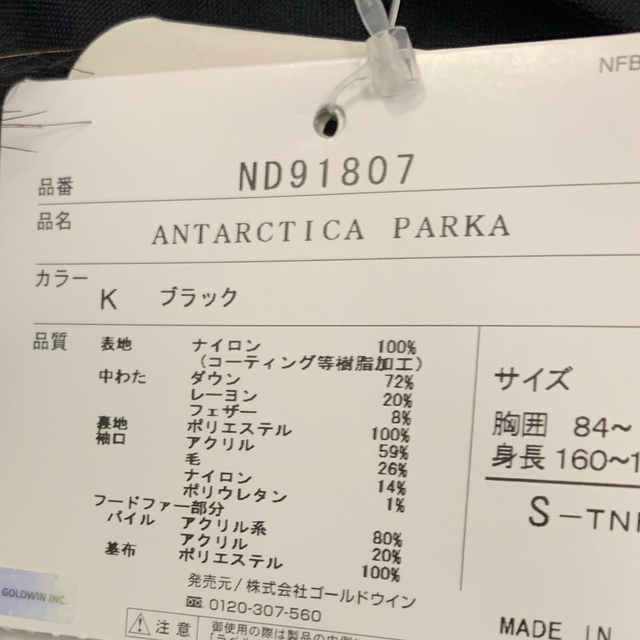 NFB
品番 ND91807
品名 ANTARCTICA PARKA
カラー K ブラック
品質 表地 ナイロン 100%
(コーティング等樹脂加工)
中わた ダウン 72%
レーヨン 20%
フェザー 8%
裏地 ポリエステル 100%
袖口 アクリル 59%
毛 26%
ナイロン 14%
ポリウレタン 1%
フードファー部分
パイル アクリル系
アクリル 80%
基布 ポリエステル 20%
100%
サイズ
胸囲 84~
身長 160~1
S-TNF
発売元/株式会社ゴールドウイン
0120-307-560
GOLDWIN INC.
注意 御使用の際は製品の内側に
MADE IN